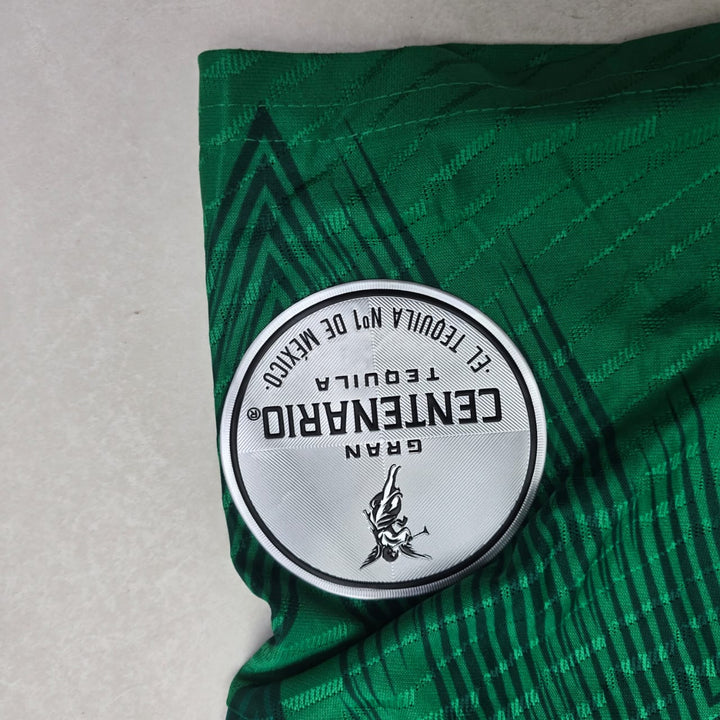 GRAN
CENTENARIO®
TEQUILA
·EL TEQUILA Nº1 DE MÉXICO·